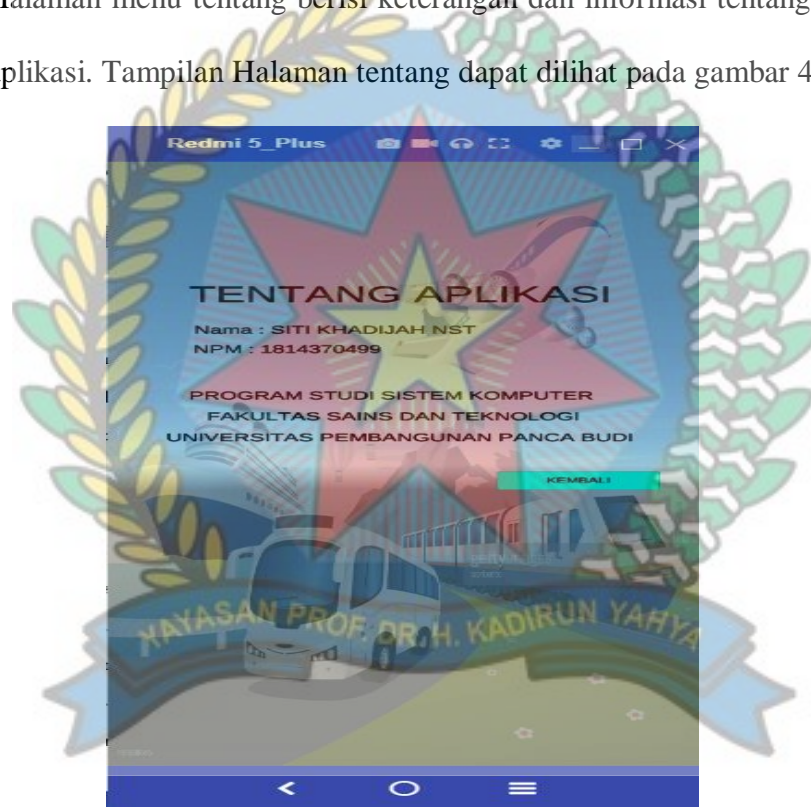 Halaman menu tentang berisi keterangan dan informasi tentang
aplikasi. Tampilan Halaman tentang dapat dilihat pada gambar 4
Redmi 5_Plus
TENTANG APLIKASI
Nama : SITI KHADIJAH NST
NPM : 1814370499
PROGRAM STUDI SISTEM KOMPUTER
FAKULTAS SAINS DAN TEKNOLOGI
UNIVERSITAS PEMBANGUNAN PANCA BUDI
KEMBALI
YAYASAN PROF. DR. H. KADIRUN YAHYA